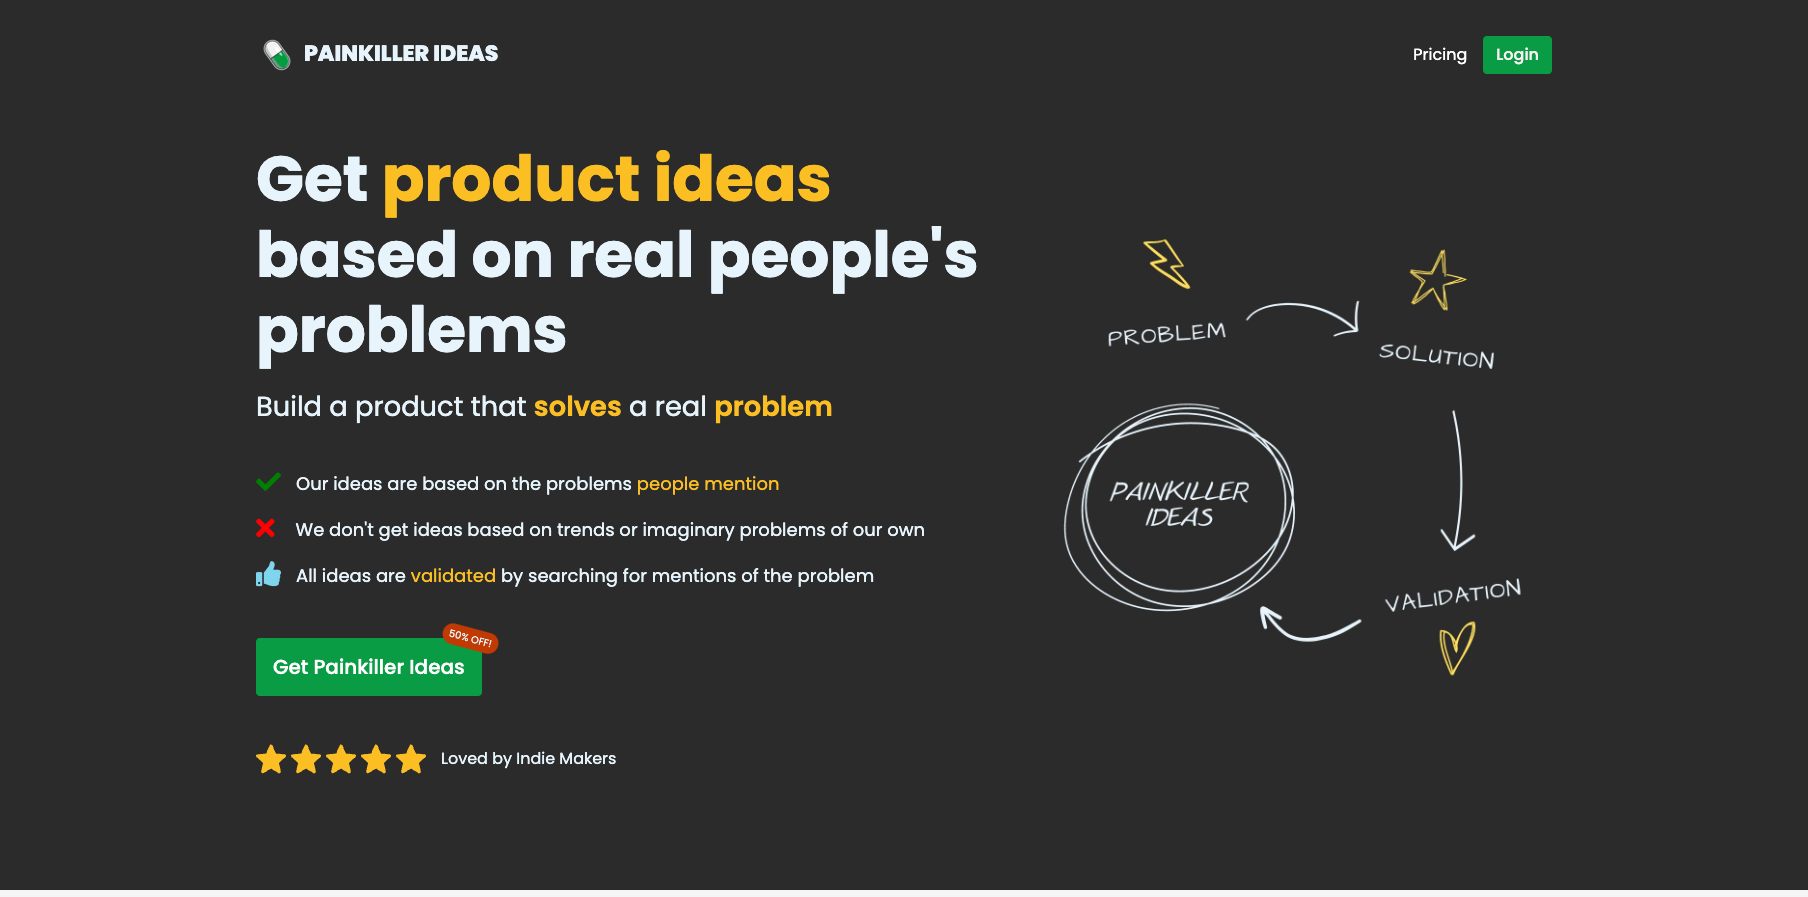 PAINKILLER IDEAS
Pricing
Login
Get product ideas
based on real people's
problems
Build a product that solves a real problem
Our ideas are based on the problems people mention
We don't get ideas based on trends or imaginary problems of our own
All ideas are validated by searching for mentions of the problem
50% OFF!
Get Painkiller Ideas
Loved by Indie Makers
PROBLEM
SOLUTION
PAINKILLER
IDEAS
VALIDATION